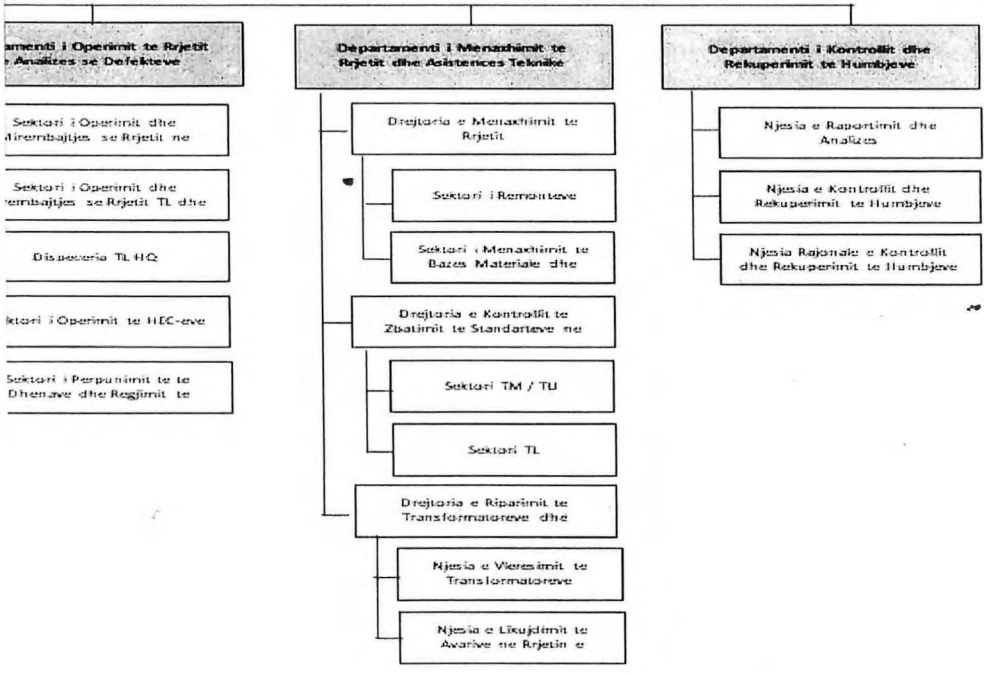 i Operimit te Rrjetit
Analizes se Defekteve
Sektori i Operimit dhe
se Rrjetit ne
Sektori i Operimit dhe
se Rrjetit TL dhe
Dispeceria TL HQ
i Operimit te HEC-eve
Sektori i Perpunimit te te
Dhenave dhe Regjimit te
Departamenti i Menaxhimit te
Rrjetit dhe Asistences Teknike
Drejtoria e Menaxhimit te
Rrjetit
Sektori i Remonteve
Sektori i Menaxhimit te
Bazes Materiale dhe
Drejtoria e Kontrollit te
Zbatimit te Standarteve ne
Sektori TM / TU
Sektori TL
Drejtoria e Riparimit te
Transformatoreve dhe
Njesia e Vleresimit te
Transformatoreve
Njesia e Likujdimit te
Avarive ne Rrjetin e
Departamenti i Kontrollit dhe
Rekuperimit te Humbjeve
Njesia e Raportimit dhe
Analizes
Njesia e Kontrollit dhe
Rekuperimit te Humbjeve
Njesia Rajonale e Kontrollit
dhe Rekuperimit te Humbjeve